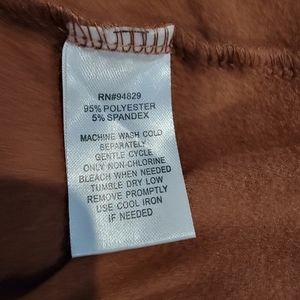 RN#94829
95% POLYESTER
5% SPANDEX
MACHINE WASH COLD
SEPARATELY
GENTLE CYCLE
ONLY NON-CHLORINE
BLEACH WHEN NEEDED
TUMBLE DRY LOW
REMOVE PROMPTLY
USE COOL IRON
IF NEEDED